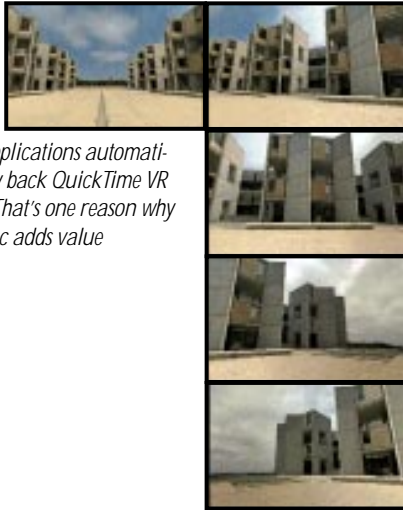 plications automati-
back QuickTime VR
That's one reason why
adds value